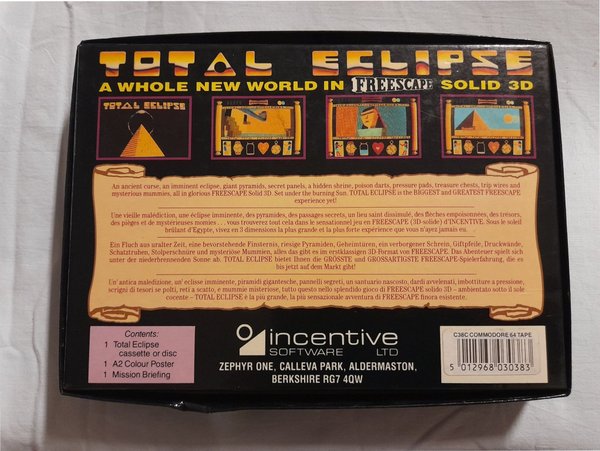 TOTAL ECLIPSE
A WHOLE NEW WORLD IN FREESCAPE SOLID 3D
TOTAL ECLIPSE
An ancient curse, an imminent eclipse, giant pyramids, secret panels, a hidden shrine, poison darts, pressure pads, treasure chests, trip wires and
mysterious mummies, all in glorious FREESCAPE Solid 3D. Set under the burning Sun. TOTAL ECLIPSE is the BIGGEST and GREATEST FREESCAPE
experience yet!
Une vieille malédiction, une éclipse imminente, des pyramides, des passages secrets, un lieu saint dissimulé, des flèches empoisonnées, des trésors,
des pièges et de mystérieuses momies . . . vous trouverez tout cela dans le sensationnel jeu en FREESCAPE (3D-solide) d'INCENTIVE. Sous le soleil
brûlant d'Egypte, vivez en 3 dimensions la plus grande et la plus forte expérience que vous n'ayez jamais eu.
Ein Fluch aus uralter Zeit, eine bevorstehende Finsternis, riesige Pyramiden, Geheimtüren, ein verborgener Schrein, Giftpfeile, Druckwände,
Schatztruhen, Stolperschnüre und mysteriöse Mummien, alles das gibt es im erstklassigen 3D-Format von FREESCAPE. Das Abenteuer spielt sich
unter der niederbrennenden Sonne ab. TOTAL ECLIPSE bietet Ihnen die GRÖSSTE und GROSSARTIGSTE FREESCAPE-Spielerfahrung, die es
bis jetzt auf dem Markt gibt!
Un' antica maledizione, un' eclisse imminente, piramidi gigantesche, pannelli segreti, un santuario nascosto, dardi avvelenati, imbottiture a pressione,
scrigni di tesori se polti, reti a scatto, e mummie misteriose, tutto questo nello splendido gioco di FREESCAPE solido 3D – ambientato sotto il sole
cocente – TOTAL ECLIPSE è la più grande, la più sensazionale avventura di FREESCAPE finora esistente.
Contents:
1 Total Eclipse
cassette or disc
1 A2 Colour Poster
1 Mission Briefing
incentive
SOFTWARE LTD
ZEPHYR ONE, CALLEVA PARK, ALDERMASTON,
BERKSHIRE RG7 4QW
C38C COMMODORE 64 TAPE
5 012968 030383